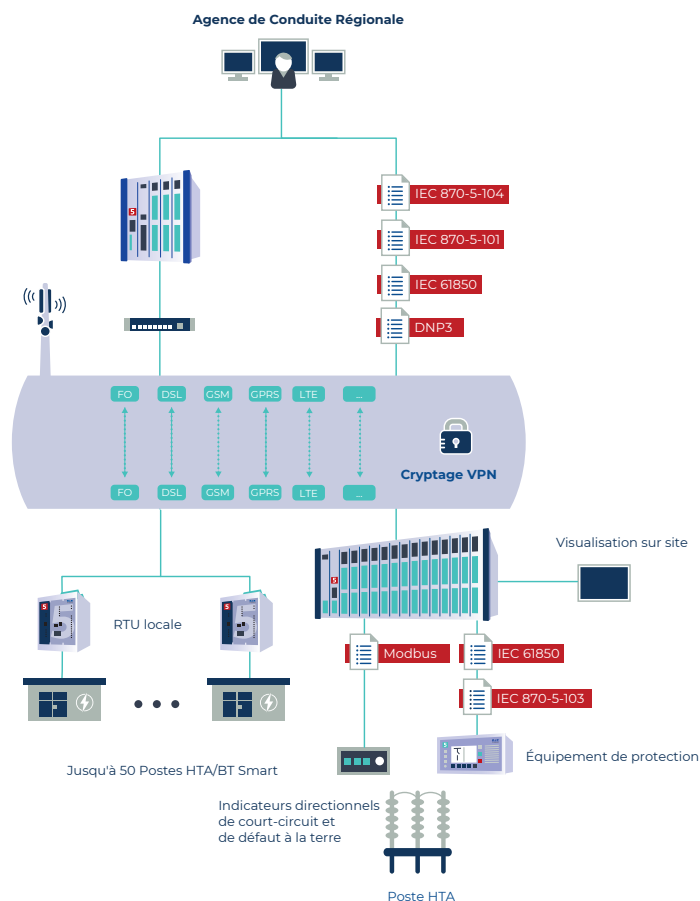 Agence de Conduite Régionale
IEC 870-5-104
IEC 870-5-101
IEC 61850
DNP3
FO DSL GSM GPRS LTE ...
Cryptage VPN
FO DSL GSM GPRS LTE ...
Visualisation sur site
RTU locale
Modbus
IEC 61850
IEC 870-5-103
Jusqu'à 50 Postes HTA/BT Smart
Équipement de protection
Indicateurs directionnels
de court-circuit et
de défaut à la terre
Poste HTA